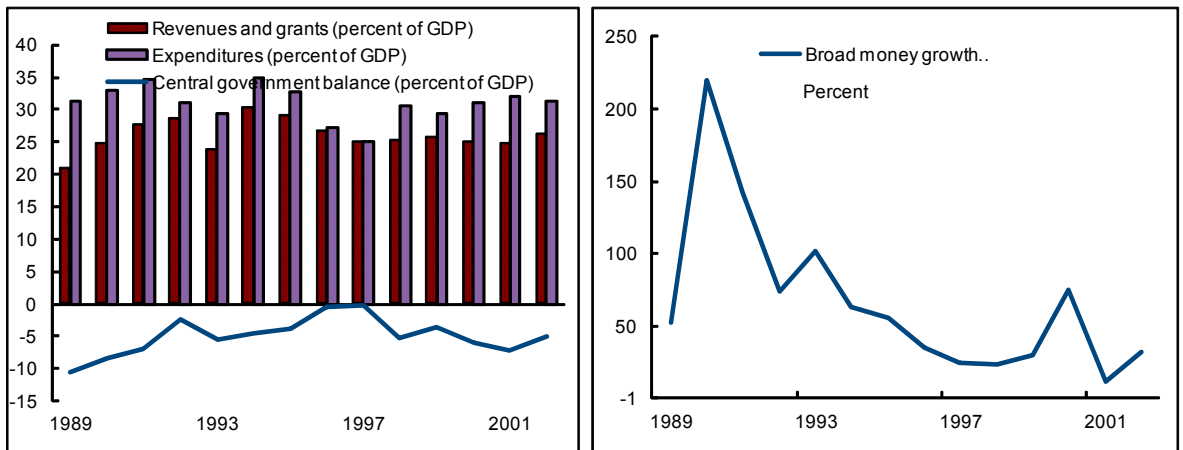 Revenues and grants (percent of GDP)
Expenditures (percent of GDP)
Central government balance (percent of GDP)
40
35
30
25
20
15
10
5
0
-5
-10
-15
1989 1993 1997 2001
Broad money growth..
Percent
250
200
150
100
50
-1
1989 1993 1997 2001